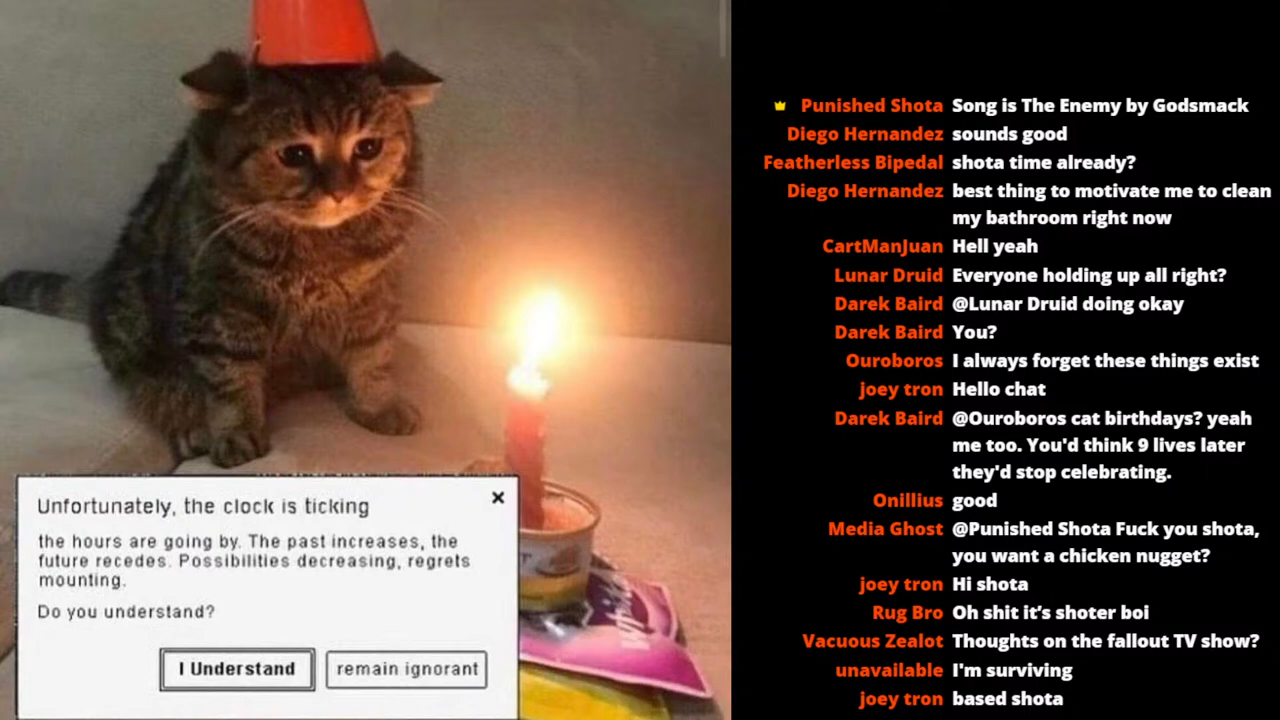 Punished Shota Song is The Enemy by Godsmack
Diego Hernandez sounds good
Featherless Bipedal shota time already?
Diego Hernandez best thing to motivate me to clean
my bathroom right now
CartManJuan Hell yeah
Lunar Druid Everyone holding up all right?
Darek Baird @Lunar Druid doing okay
Darek Baird You?
Ouroboros I always forget these things exist
joey tron Hello chat
Darek Baird @Ouroboros cat birthdays? yeah
me too. You'd think 9 lives later
they'd stop celebrating.
Onillius good
Media Ghost @Punished Shota Fuck you shota,
you want a chicken nugget?
joey tron Hi shota
Rug Bro Oh shit it’s shoter boi
Vacuous Zealot Thoughts on the fallout TV show?
unavailable I'm surviving
joey tron based shota
Unfortunately, the clock is ticking
the hours are going by. The past increases, the
future recedes. Possibilities decreasing, regrets
mounting.
Do you understand?
I Understand
remain ignorant